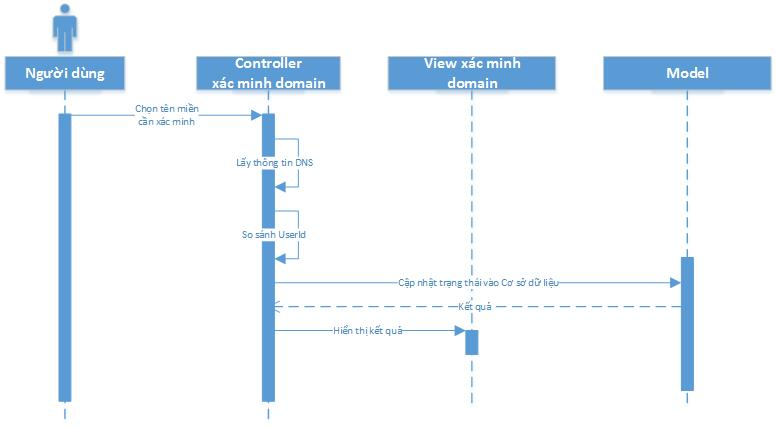 Người dùng
Controller
xác minh domain
View xác minh
domain
Model
Chọn tên miền
cần xác minh
Lấy thông tin DNS
So sánh UserId
Cập nhật trạng thái vào Cơ sở dữ liệu
Kết quả
Hiển thị kết quả